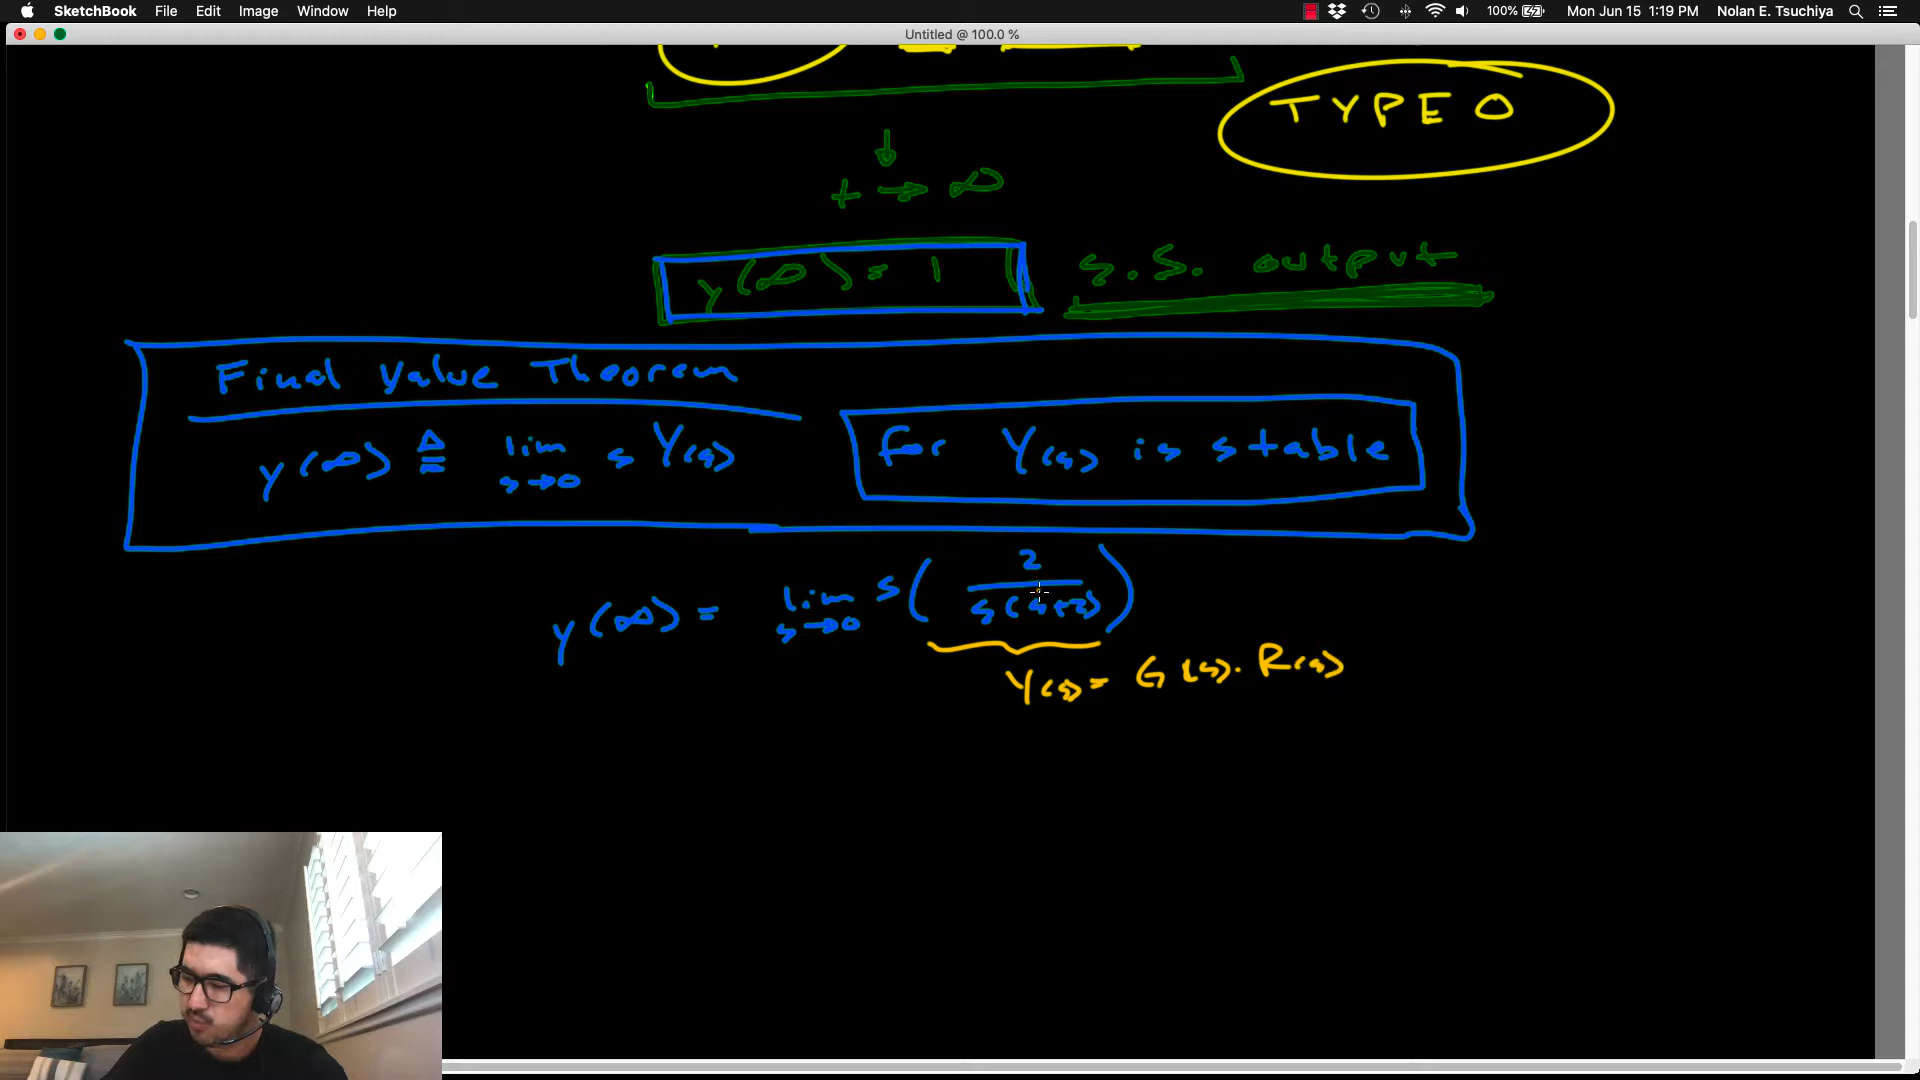 SketchBook File Edit Image Window Help 100% Mon Jun 15 1:19 PM Nolan E. Tsuchiya
Untitled @ 100.0 %
TYPE 0
t → ∞
y(∞) = 1 s.s. output
Final Value Theorem
y(∞) ≜ lim s→0 s Y(s) for Y(s) is stable
y(∞) = lim s→0 s ( 2 / s(s+2) )
Y(s) = G(s) · R(s)